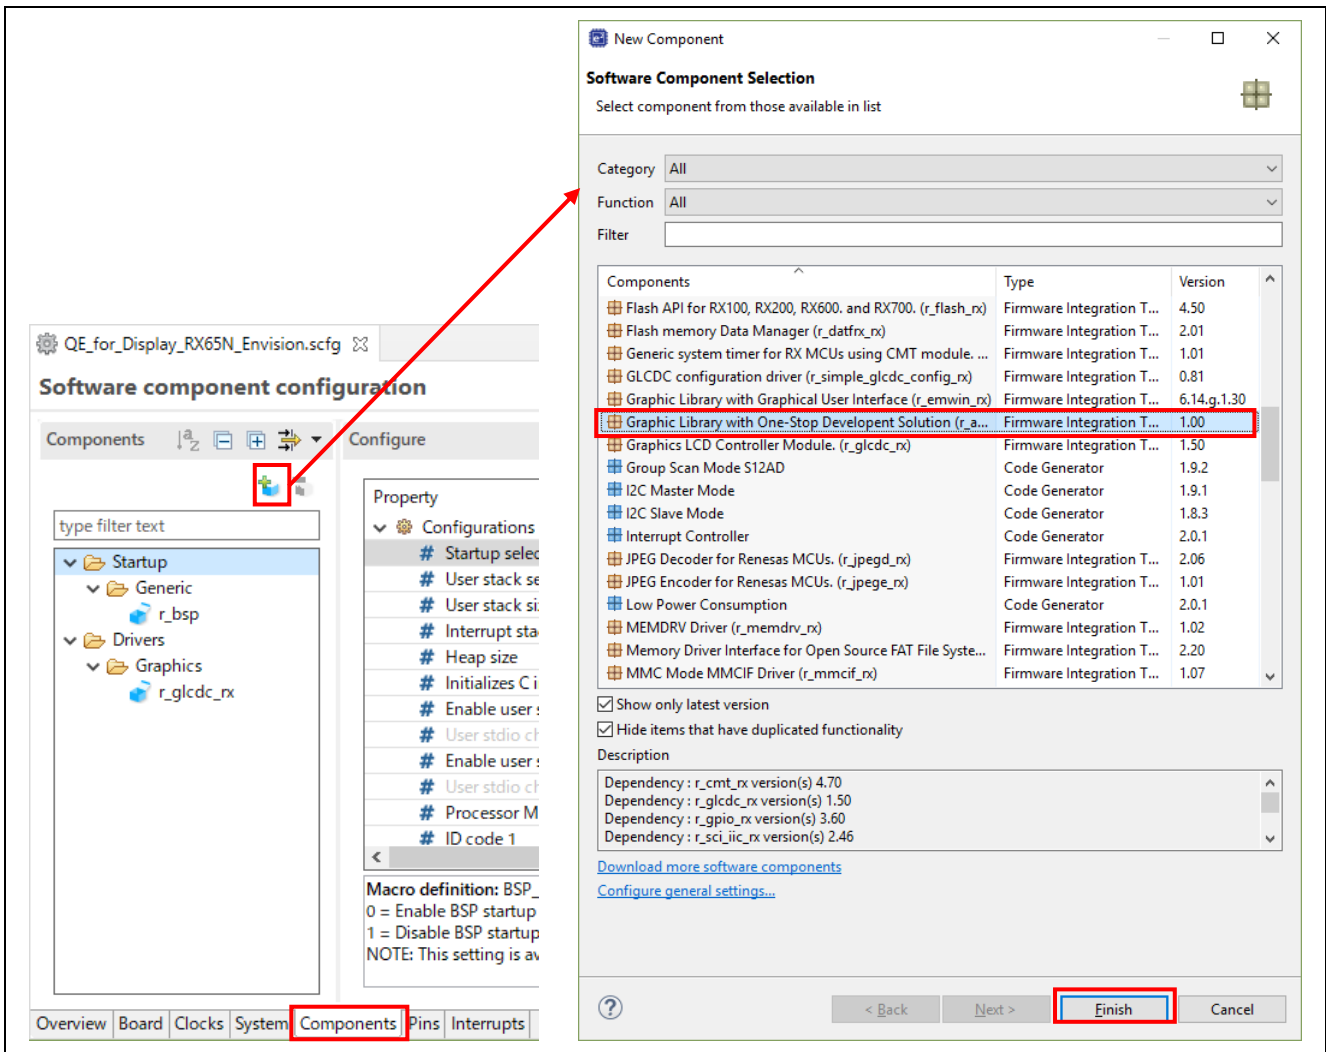 QE_for_Display_RX65N_Envision.scfg
Software component configuration
Components
Configure
type filter text
Startup
Generic
r_bsp
Drivers
Graphics
r_glcdc_rx
Property
Configurations
# Startup selec
# User stack se
# User stack si
# Interrupt sta
# Heap size
# Initializes C i
# Enable user s
# User stdio ch
# Enable user s
# User stdio ch
# Processor M
# ID code 1
Macro definition: BSP_
0 = Enable BSP startup
1 = Disable BSP startup
NOTE: This setting is av
Overview Board Clocks System Components Pins Interrupts
New Component
Software Component Selection
Select component from those available in list
Category All
Function All
Filter
Components Type Version
Flash API for RX100, RX200, RX600. and RX700. (r_flash_rx) Firmware Integration T... 4.50
Flash memory Data Manager (r_datfrx_rx) Firmware Integration T... 2.01
Generic system timer for RX MCUs using CMT module. ... Firmware Integration T... 1.01
GLCDC configuration driver (r_simple_glcdc_config_rx) Firmware Integration T... 0.81
Graphic Library with Graphical User Interface (r_emwin_rx) Firmware Integration T... 6.14.g.1.30
Graphic Library with One-Stop Developent Solution (r_a... Firmware Integration T... 1.00
Graphics LCD Controller Module. (r_glcdc_rx) Firmware Integration T... 1.50
Group Scan Mode S12AD Code Generator 1.9.2
I2C Master Mode Code Generator 1.9.1
I2C Slave Mode Code Generator 1.8.3
Interrupt Controller Code Generator 2.0.1
JPEG Decoder for Renesas MCUs. (r_jpegd_rx) Firmware Integration T... 2.06
JPEG Encoder for Renesas MCUs. (r_jpege_rx) Firmware Integration T... 1.01
Low Power Consumption Code Generator 2.0.1
MEMDRV Driver (r_memdrv_rx) Firmware Integration T... 1.02
Memory Driver Interface for Open Source FAT File Syste... Firmware Integration T... 2.20
MMC Mode MMCIF Driver (r_mmcif_rx) Firmware Integration T... 1.07
Show only latest version
Hide items that have duplicated functionality
Description
Dependency : r_cmt_rx version(s) 4.70
Dependency : r_glcdc_rx version(s) 1.50
Dependency : r_gpio_rx version(s) 3.60
Dependency : r_sci_iic_rx version(s) 2.46
Download more software components
Configure general settings...
< Back Next > Finish Cancel